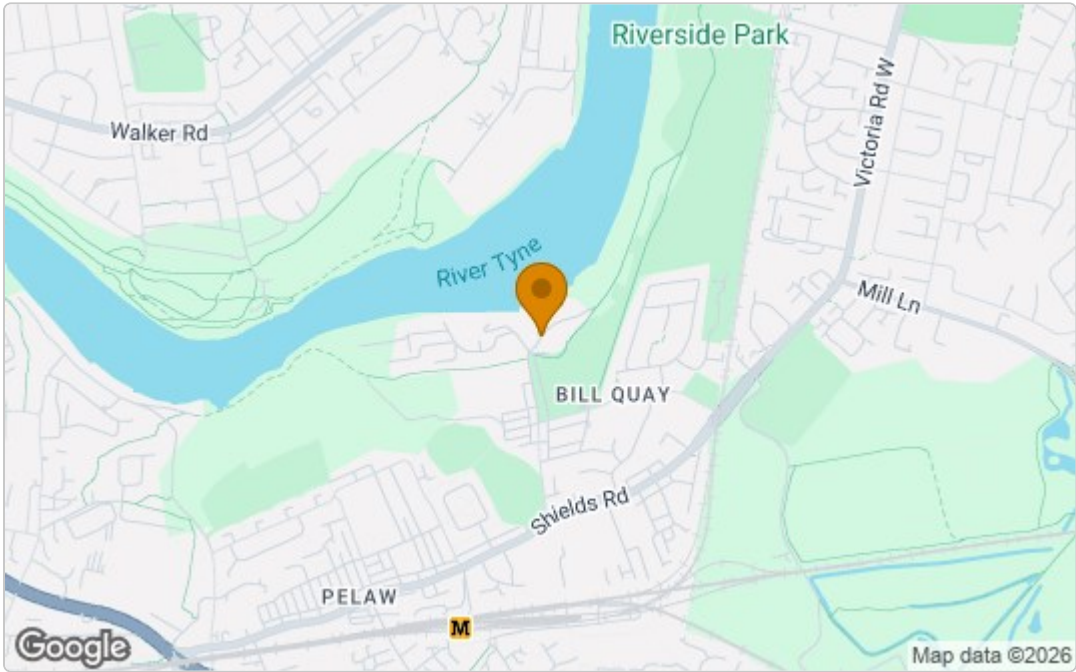 Riverside Park
Walker Rd
Victoria Rd W
River Tyne
Mill Ln
BILL QUAY
Shields Rd
PELAW
M
Google
Map data ©2026